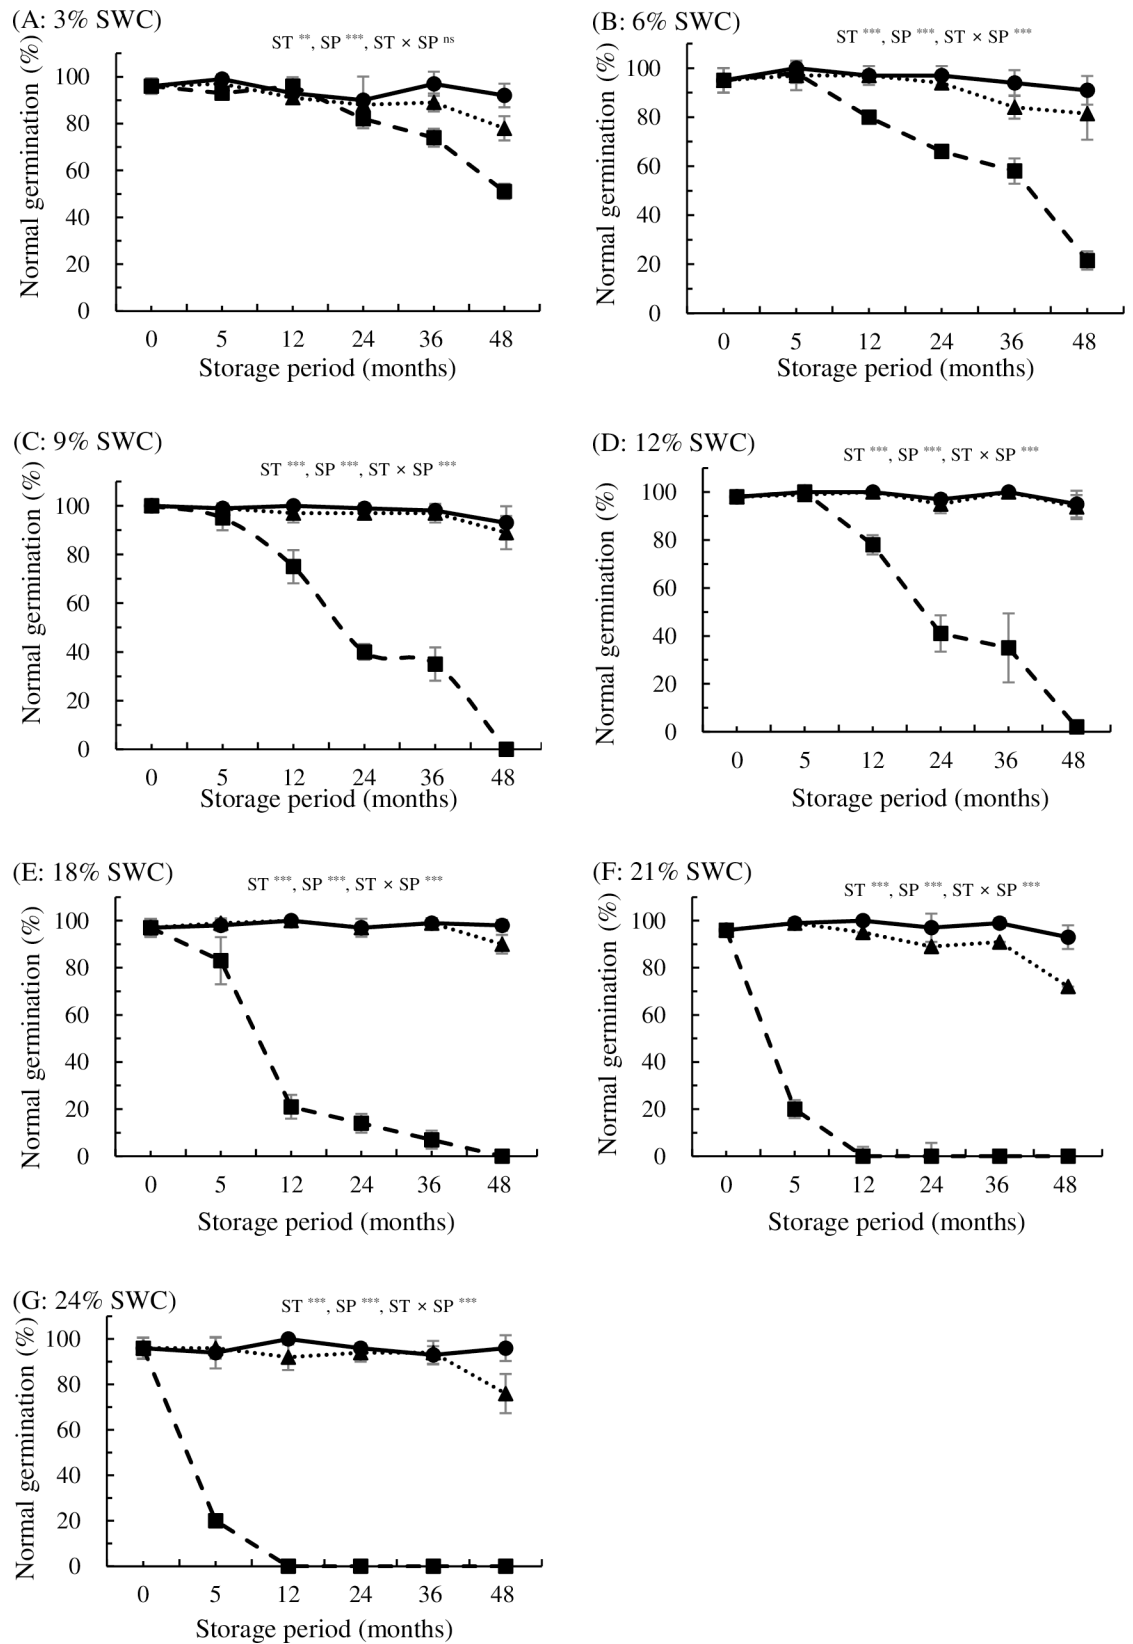 (A: 3% SWC)
ST **, SP ***, ST × SP ns
Normal germination (%)
100
80
60
40
20
0
0 5 12 24 36 48
Storage period (months)
(B: 6% SWC)
ST ***, SP ***, ST × SP ***
Normal germination (%)
100
80
60
40
20
0
0 5 12 24 36 48
Storage period (months)
(C: 9% SWC)
ST ***, SP ***, ST × SP ***
Normal germination (%)
100
80
60
40
20
0
0 5 12 24 36 48
Storage period (months)
(D: 12% SWC)
ST ***, SP ***, ST × SP ***
Normal germination (%)
100
80
60
40
20
0
0 5 12 24 36 48
Storage period (months)
(E: 18% SWC)
ST ***, SP ***, ST × SP ***
Normal germination (%)
100
80
60
40
20
0
0 5 12 24 36 48
Storage period (months)
(F: 21% SWC)
ST ***, SP ***, ST × SP ***
Normal germination (%)
100
80
60
40
20
0
0 5 12 24 36 48
Storage period (months)
(G: 24% SWC)
ST ***, SP ***, ST × SP ***
Normal germination (%)
100
80
60
40
20
0
0 5 12 24 36 48
Storage period (months)